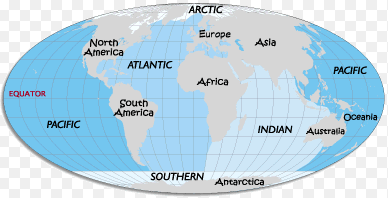 ARCTIC
North
America
Europe
Asia
ATLANTIC
PACIFIC
Africa
EQUATOR
South
America
PACIFIC
INDIAN
Oceania
Australia
SOUTHERN
Antarctica